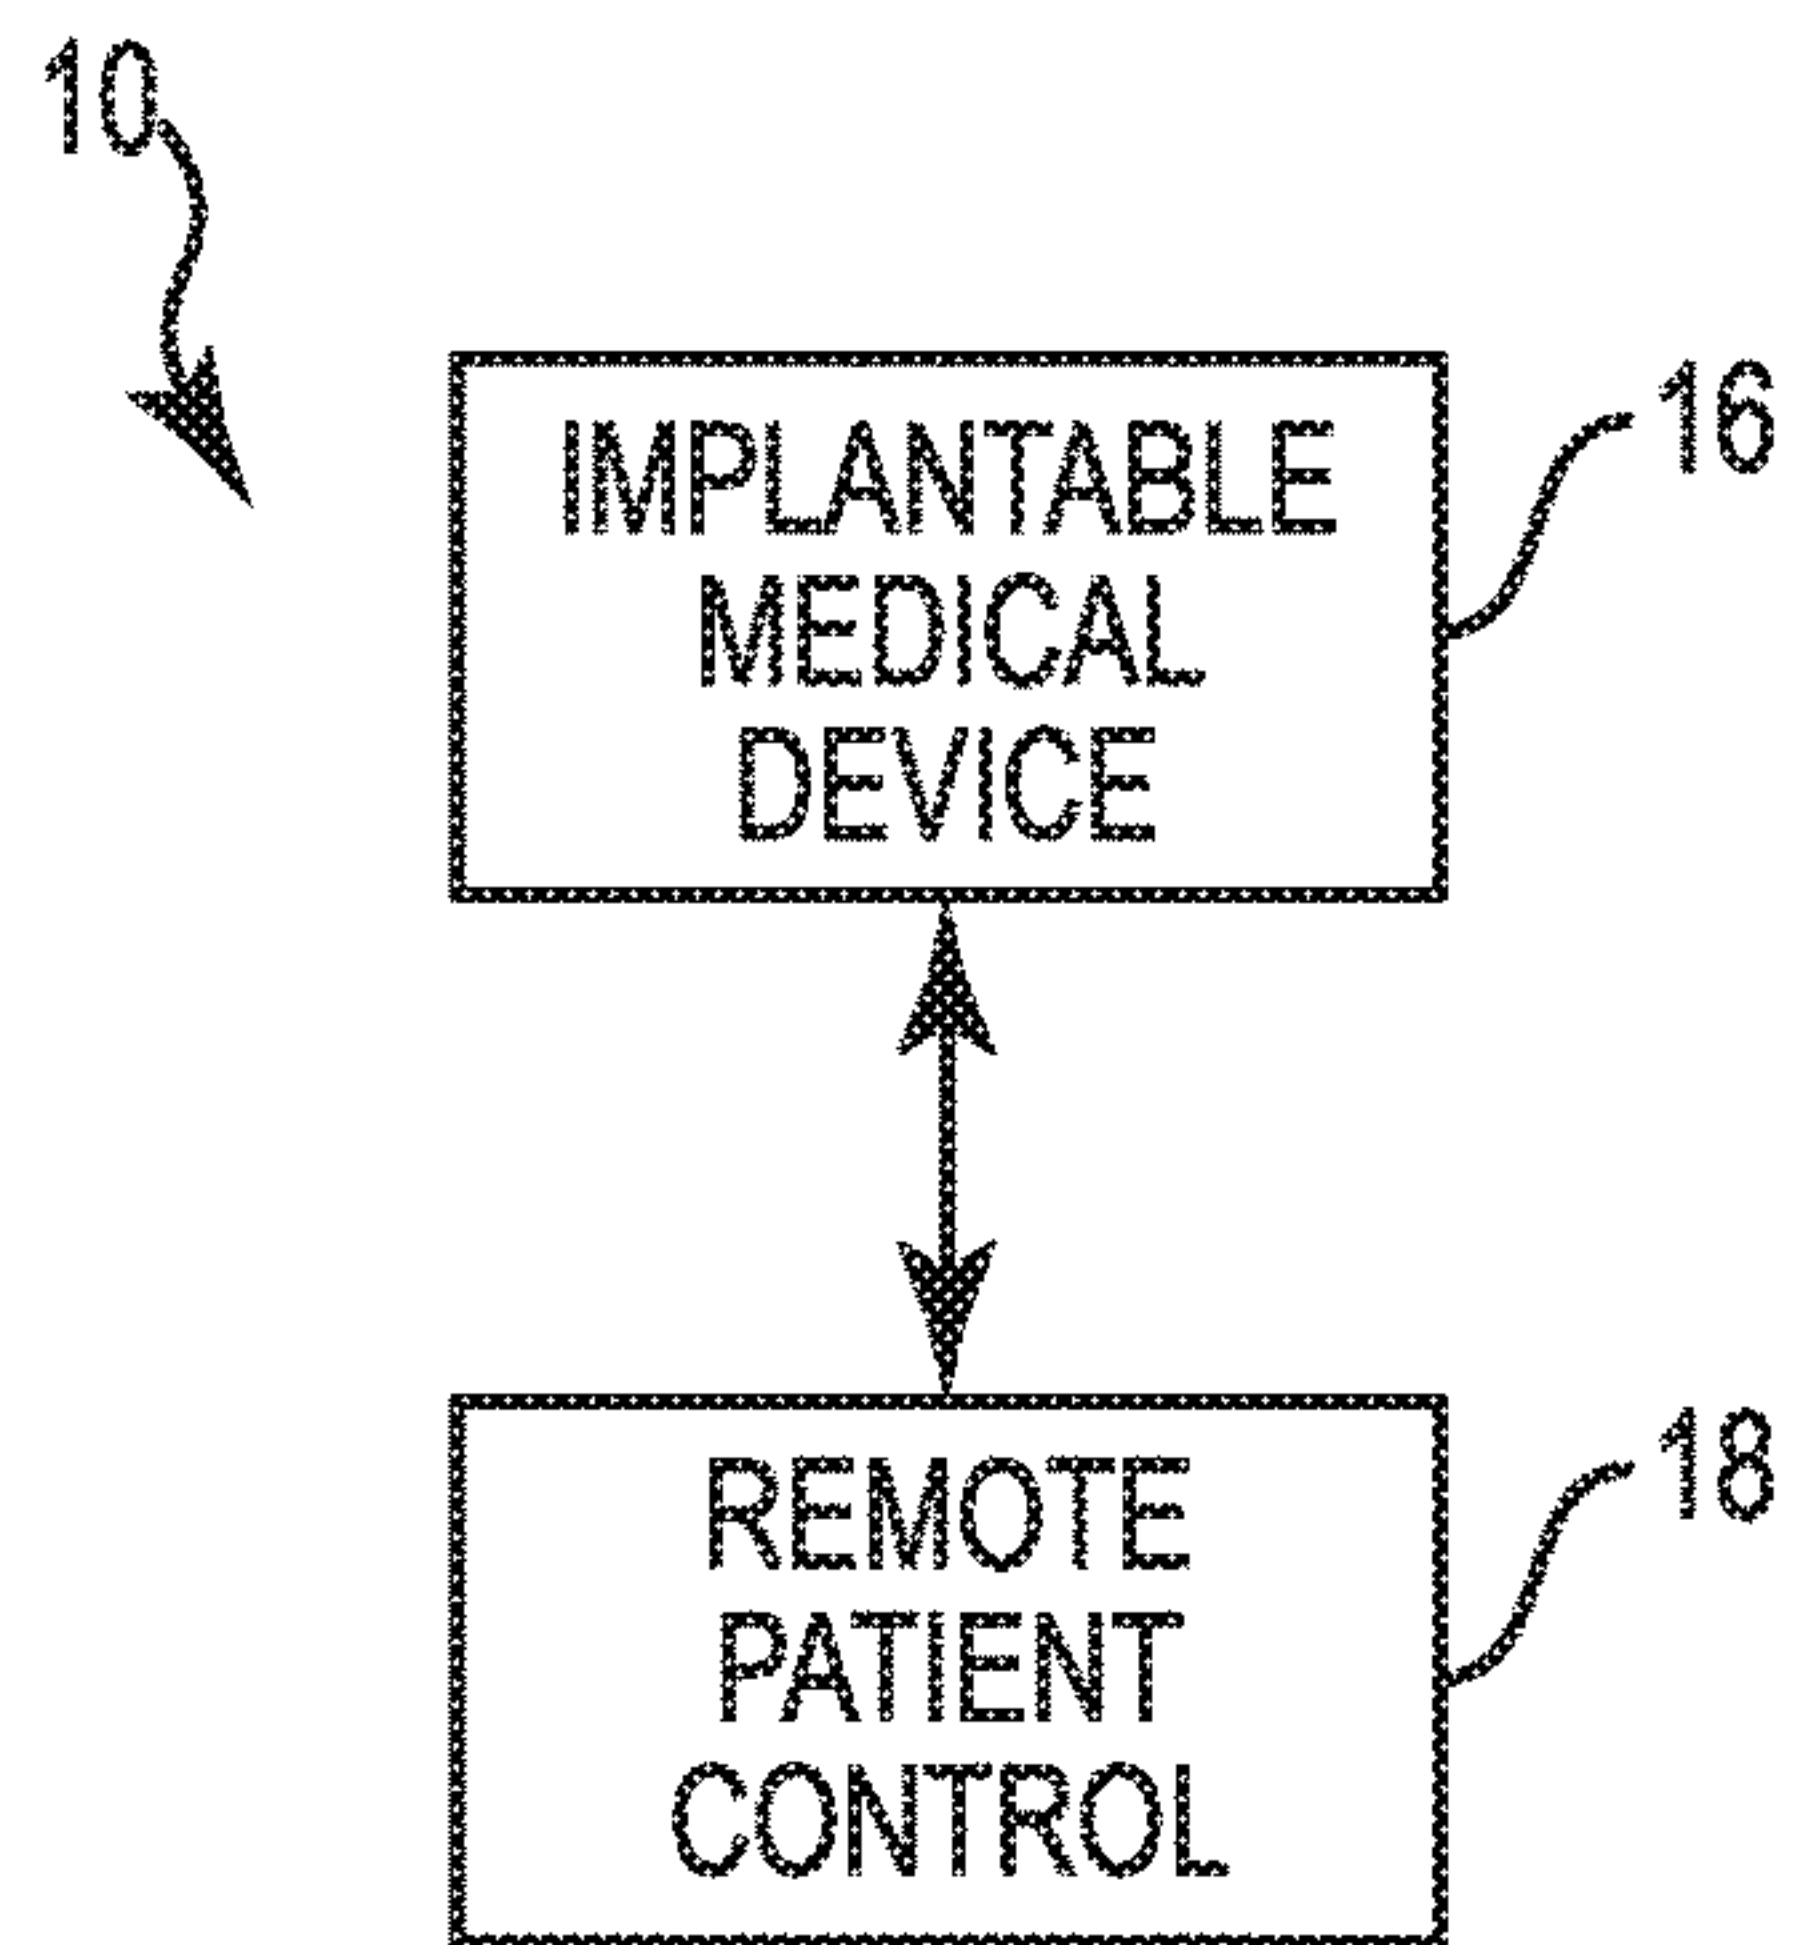 10
IMPLANTABLE
MEDICAL
DEVICE
16
REMOTE
PATIENT
CONTROL
18